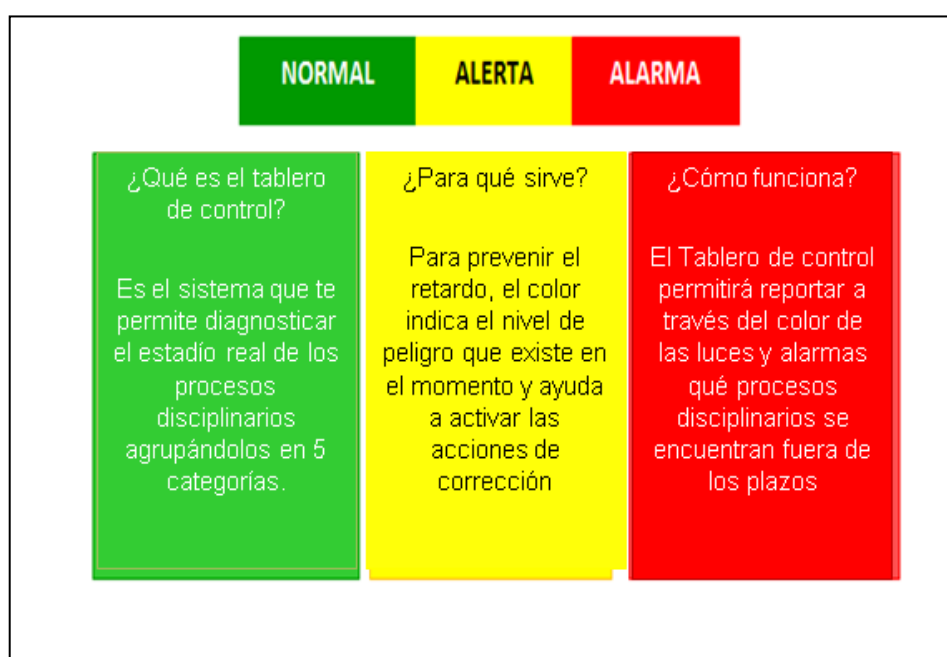 NORMAL
ALERTA
ALARMA
¿Qué es el tablero
de control?
Es el sistema que te
permite diagnosticar
el estadío real de los
procesos
disciplinarios
agrupándolos en 5
categorías.
¿Para qué sirve?
Para prevenir el
retardo, el color
indica el nivel de
peligro que existe en
el momento y ayuda
a activar las
acciones de
corrección
¿Cómo funciona?
El Tablero de control
permitirá reportar a
través del color de
las luces y alarmas
qué procesos
disciplinarios se
encuentran fuera de
los plazos